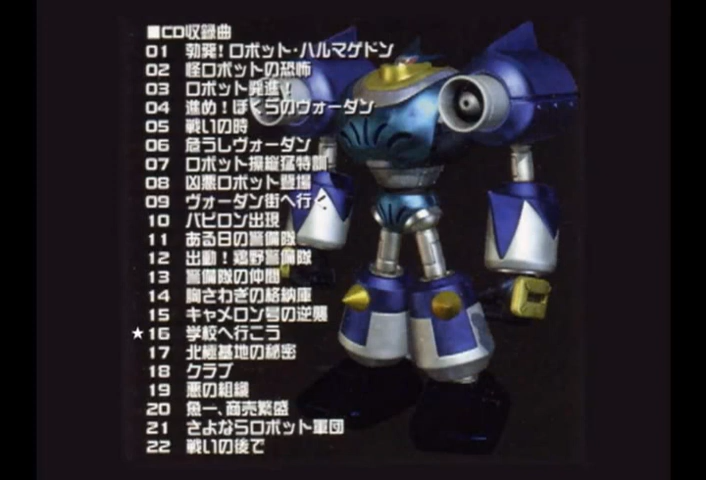 ■CD収録曲
01 勃発!ロボット・ハルマゲドン
02 怪ロボットの恐怖
03 ロボット発進!
04 進め!ぼくらのヴォーダン
05 戦いの時
06 危うしヴォーダン
07 ロボット操縦猛特訓
08 凶悪ロボット登場
09 ヴォーダン街へ行く
10 バビロン出現
11 ある日の警備隊
12 出動!鶏野警備隊
13 警備隊の仲間
14 胸さわぎの格納庫
15 キャメロン号の逆襲
★16 学校へ行こう
17 北極基地の秘密
18 クラブ
19 悪の組織
20 魚一、商売繁盛
21 さよならロボット軍団
22 戦いの後で